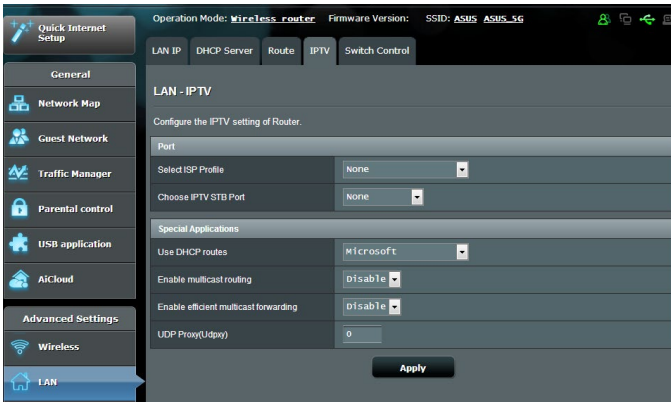 Quick Internet
Setup
Operation Mode: Wireless router Firmware Version: SSID: ASUS ASUS_5G
LAN IP DHCP Server Route IPTV Switch Control
General
Network Map
Guest Network
Traffic Manager
Parental control
USB application
AiCloud
Advanced Settings
Wireless
LAN
LAN - IPTV
Configure the IPTV setting of Router.
Port
Select ISP Profile None
Choose IPTV STB Port None
Special Applications
Use DHCP routes Microsoft
Enable multicast routing Disable
Enable efficient multicast forwarding Disable
UDP Proxy(Udpxy) 0
Apply